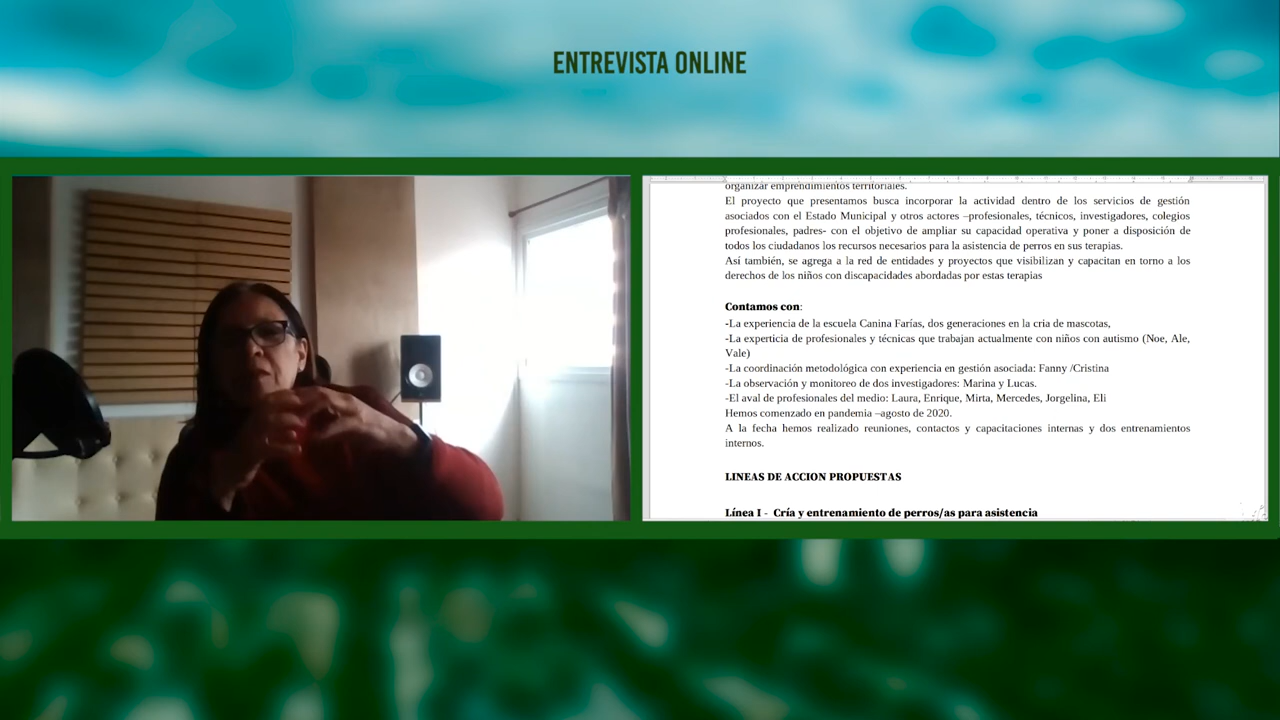 ENTREVISTA ONLINE
organizar emprendimientos territoriales.
El proyecto que presentamos busca incorporar la actividad dentro de los servicios de gestión
asociados con el Estado Municipal y otros actores –profesionales, técnicos, investigadores, colegios
profesionales, padres- con el objetivo de ampliar su capacidad operativa y poner a disposición de
todos los ciudadanos los recursos necesarios para la asistencia de perros en sus terapias.
Así también, se agrega a la red de entidades y proyectos que visibilizan y capacitan en torno a los
derechos de los niños con discapacidades abordadas por estas terapias
Contamos con:
-La experiencia de la escuela Canina Farías, dos generaciones en la cria de mascotas,
-La experticia de profesionales y técnicas que trabajan actualmente con niños con autismo (Noe, Ale,
Vale)
-La coordinación metodológica con experiencia en gestión asociada: Fanny /Cristina
-La observación y monitoreo de dos investigadores: Marina y Lucas.
-El aval de profesionales del medio: Laura, Enrique, Mirta, Mercedes, Jorgelina, Eli
Hemos comenzado en pandemia –agosto de 2020.
A la fecha hemos realizado reuniones, contactos y capacitaciones internas y dos entrenamientos
internos.
LINEAS DE ACCION PROPUESTAS
Línea I - Cría y entrenamiento de perros/as para asistencia